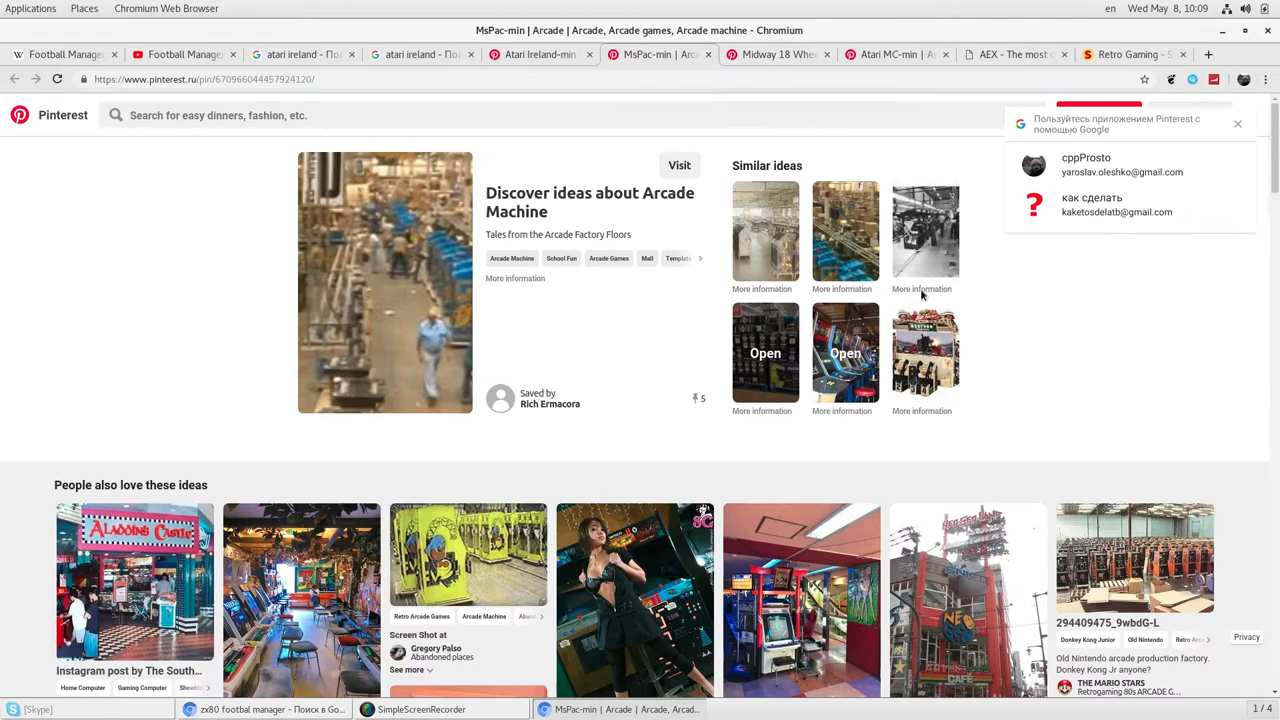 Applications Places Chromium Web Browser en Wed May 8, 10:09
MsPac-min | Arcade | Arcade, Arcade games, Arcade machine - Chromium
Football Manage Football Manage atari ireland - По atari ireland - По Atari Ireland-min MsPac-min | Arc Midway 18 Whee Atari MC-min | A AEX - The most Retro Gaming - S
https://www.pinterest.ru/pin/670966044457924120/
Pinterest Search for easy dinners, fashion, etc.
Пользуйтесь приложением Pinterest с
помощью Google
cppProsto
yaroslav.oleshko@gmail.com
как сделать
kaketosdelatb@gmail.com
Visit
Discover ideas about Arcade
Machine
Tales from the Arcade Factory Floors
Arcade Machine School Fun Arcade Games Mall Template
More information
Saved by
Rich Ermacora
5
Similar ideas
More information More information More information
Open Open
More information More information More information
People also love these ideas
ALADDIN'S CASTLE
Instagram post by The South...
Home Computer Gaming Computer
Retro Arcade Games Arcade Machine
Screen Shot at
Gregory Palso
Abandoned places
See more
294409475_9wbdG-L
Donkey Kong Junior Old Nintendo
Old Nintendo arcade production factory.
Donkey Kong Jr anyone?
THE MARIO STARS
Retrogaming 80s ARCADE G...
Privacy
[Skype] zx80 footbal manager - Поиск в Go... SimpleScreenRecorder MsPac-min | Arcade | Arcade, Arcad... 1 / 4